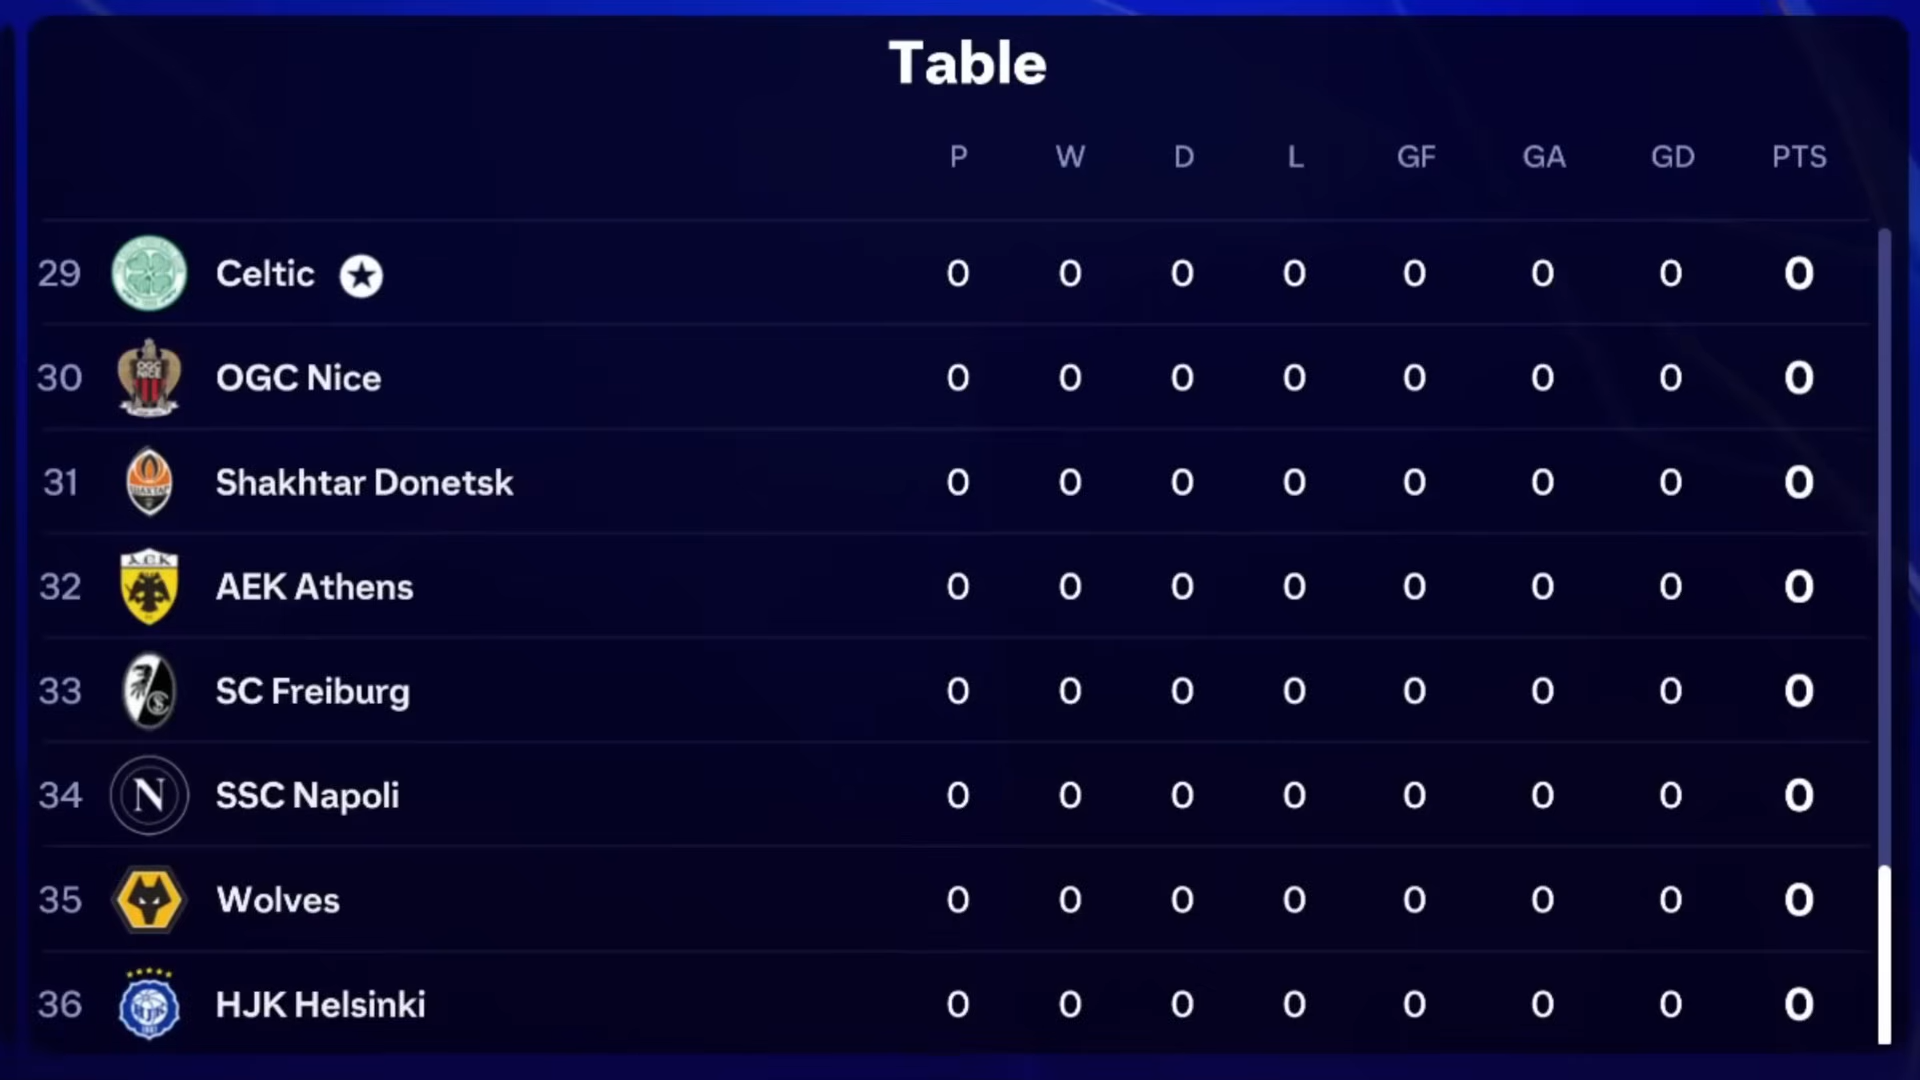 Table
P W D L GF GA GD PTS
29 Celtic 0 0 0 0 0 0 0 0
30 OGC NICE OGC Nice 0 0 0 0 0 0 0 0
31 Shakhtar Donetsk 0 0 0 0 0 0 0 0
32 AEK Athens 0 0 0 0 0 0 0 0
33 SC Freiburg 0 0 0 0 0 0 0 0
34 N SSC Napoli 0 0 0 0 0 0 0 0
35 Wolves 0 0 0 0 0 0 0 0
36 HJK Helsinki 0 0 0 0 0 0 0 0